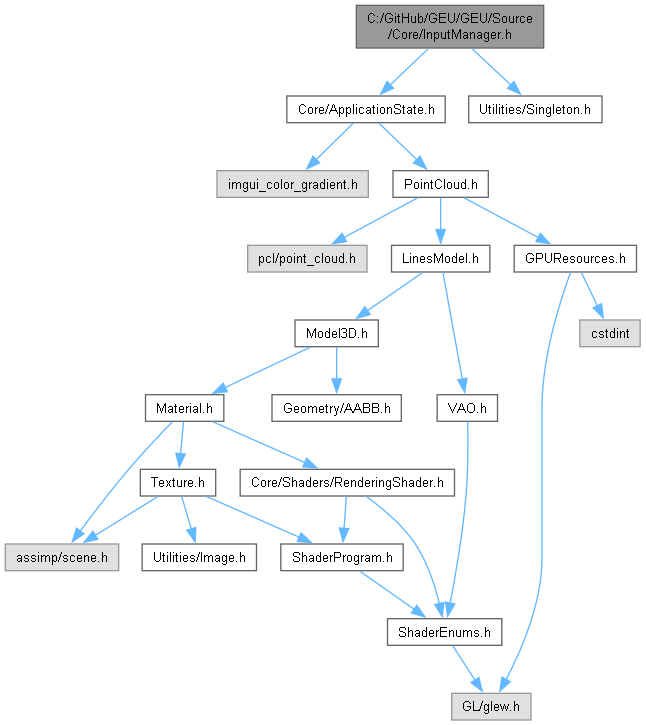 C:/GitHub/GEU/GEU/Source
/Core/InputManager.h
Core/ApplicationState.h
Utilities/Singleton.h
imgui_color_gradient.h
PointCloud.h
pcl/point_cloud.h
LinesModel.h
GPUResources.h
Model3D.h
cstdint
Material.h
Geometry/AABB.h
VAO.h
Texture.h
Core/Shaders/RenderingShader.h
assimp/scene.h
Utilities/Image.h
ShaderProgram.h
ShaderEnums.h
GL/glew.h